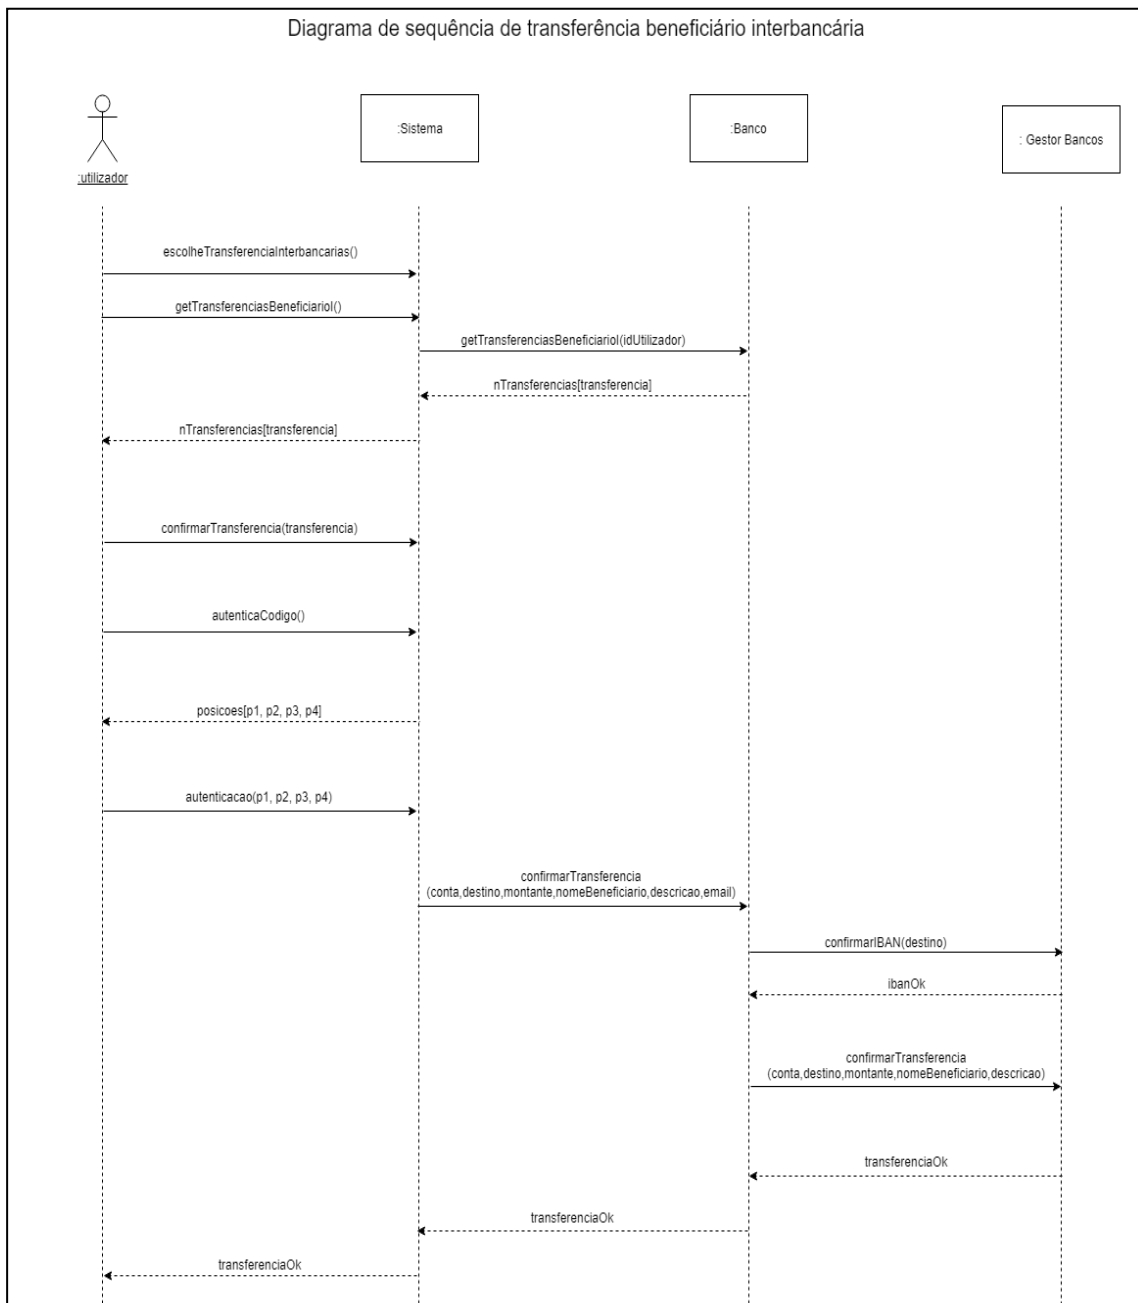 Diagrama de sequência de transferência beneficiário interbancária
:utilizador
:Sistema
:Banco
: Gestor Bancos
escolheTransferenciaInterbancarias()
getTransferenciasBeneficiarioI()
getTransferenciasBeneficiarioI(idUtilizador)
nTransferencias[transferencia]
nTransferencias[transferencia]
confirmarTransferencia(transferencia)
autenticaCodigo()
posicoes[p1, p2, p3, p4]
autenticacao(p1, p2, p3, p4)
confirmarTransferencia
(conta,destino,montante,nomeBeneficiario,descricao,email)
confirmarIBAN(destino)
ibanOk
confirmarTransferencia
(conta,destino,montante,nomeBeneficiario,descricao)
transferenciaOk
transferenciaOk
transferenciaOk